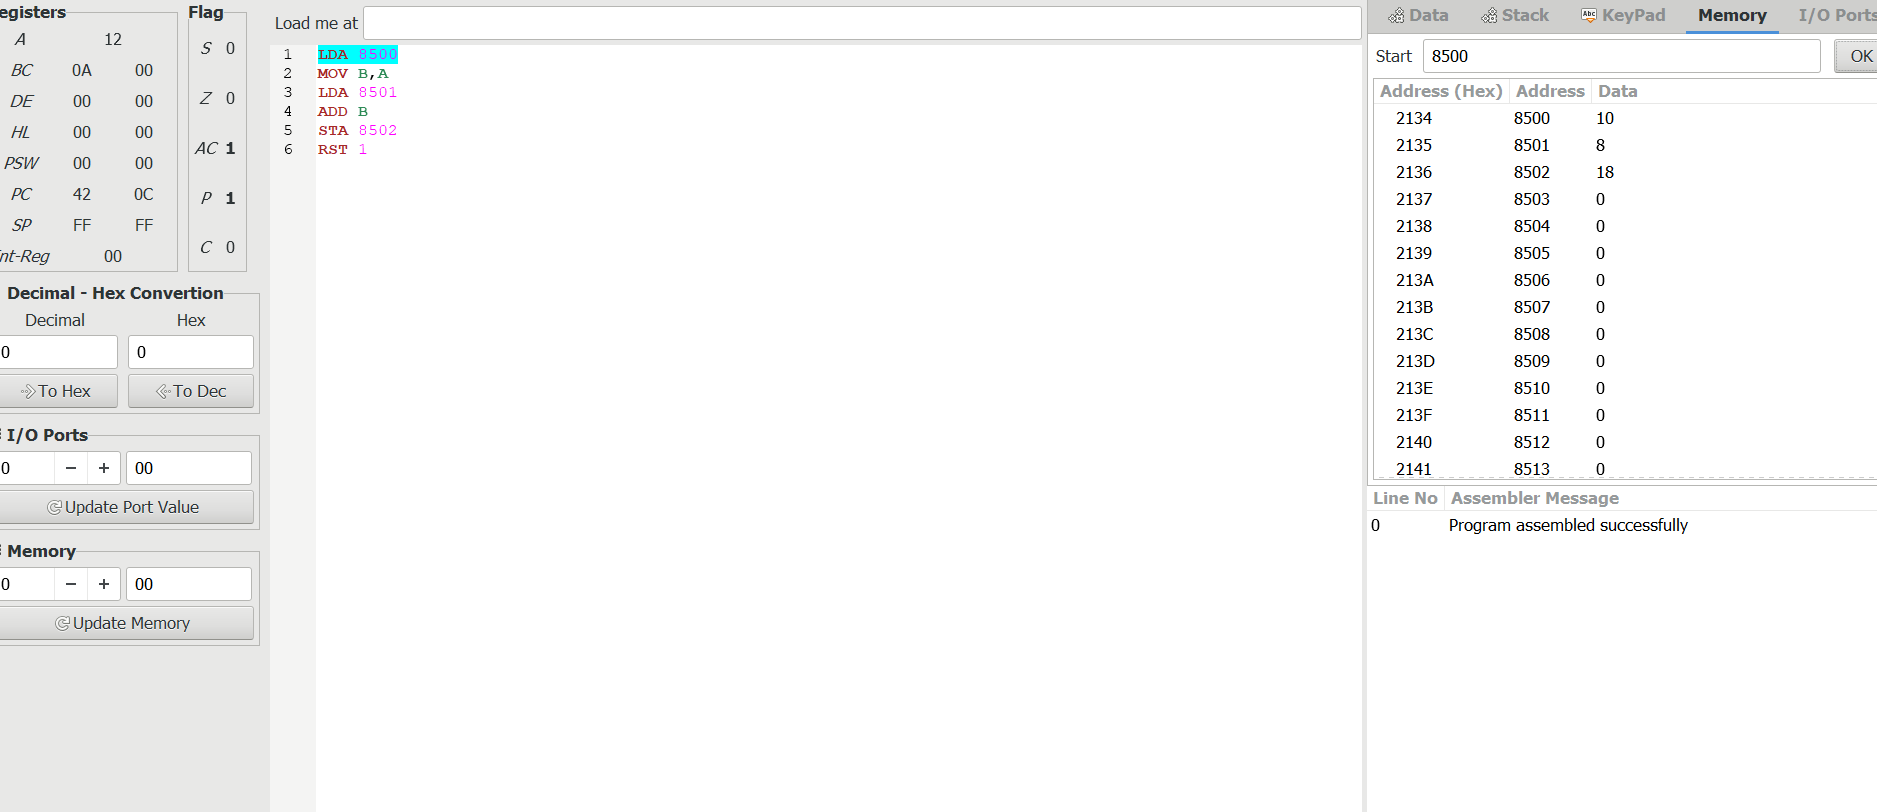 egisters
A 12
BC 0A 00
DE 00 00
HL 00 00
PSW 00 00
PC 42 0C
SP FF FF
nt-Reg 00
Flag
S 0
Z 0
AC 1
P 1
C 0
Decimal - Hex Convertion
Decimal Hex
0 0
To Hex To Dec
I/O Ports
0 − + 00
Update Port Value
Memory
0 − + 00
Update Memory
Load me at
1 LDA 8500
2 MOV B,A
3 LDA 8501
4 ADD B
5 STA 8502
6 RST 1
Data Stack Abc KeyPad Memory I/O Ports
Start 8500 OK
Address (Hex) Address Data
2134 8500 10
2135 8501 8
2136 8502 18
2137 8503 0
2138 8504 0
2139 8505 0
213A 8506 0
213B 8507 0
213C 8508 0
213D 8509 0
213E 8510 0
213F 8511 0
2140 8512 0
2141 8513 0
Line No Assembler Message
0 Program assembled successfully